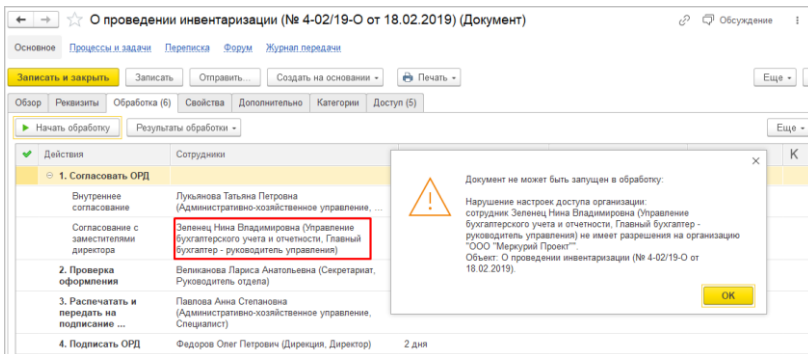 О проведении инвентаризации (№ 4-02/19-О от 18.02.2019) (Документ)
Обсуждение
Основное Процессы и задачи Переписка Форум Журнал передачи
Записать и закрыть Записать Отправить... Создать на основании Печать Еще
Обзор Реквизиты Обработка (6) Свойства Дополнительно Категории Доступ (5)
Начать обработку Результаты обработки Еще
Действия Сотрудники К
1. Согласовать ОРД
Внутреннее
согласование
Лукьянова Татьяна Петровна
(Административно-хозяйственное управление, ...
Согласование с
заместителями
директора
Зеленец Нина Владимировна (Управление
бухгалтерского учета и отчетности, Главный
бухгалтер - руководитель управления)
2. Проверка
оформления
Великанова Лариса Анатольевна (Секретариат,
Руководитель отдела)
3. Распечатать и
передать на
подписание ...
Павлова Анна Степановна
(Административно-хозяйственное управление,
Специалист)
4. Подписать ОРД Федоров Олег Петрович (Дирекция, Директор) 2 дня
Документ не может быть запущен в обработку:
Нарушение настроек доступа организации:
сотрудник Зеленец Нина Владимировна (Управление
бухгалтерского учета и отчетности, Главный бухгалтер -
руководитель управления) не имеет разрешения на организацию
"ООО "Меркурий Проект"".
Объект: О проведении инвентаризации (№ 4-02/19-О от
18.02.2019).
ОК